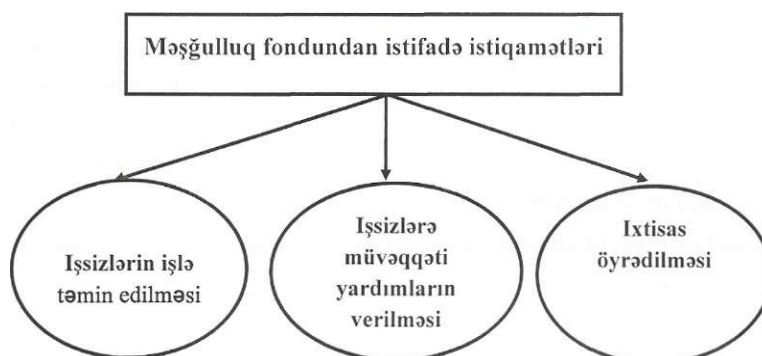 Məşğulluq fondundan istifadə istiqamətləri
Işsizlərin işlə
təmin edilməsi
Işsizlərə
müvəqqəti
yardımların
verilməsi
Ixtisas
öyrədilməsi